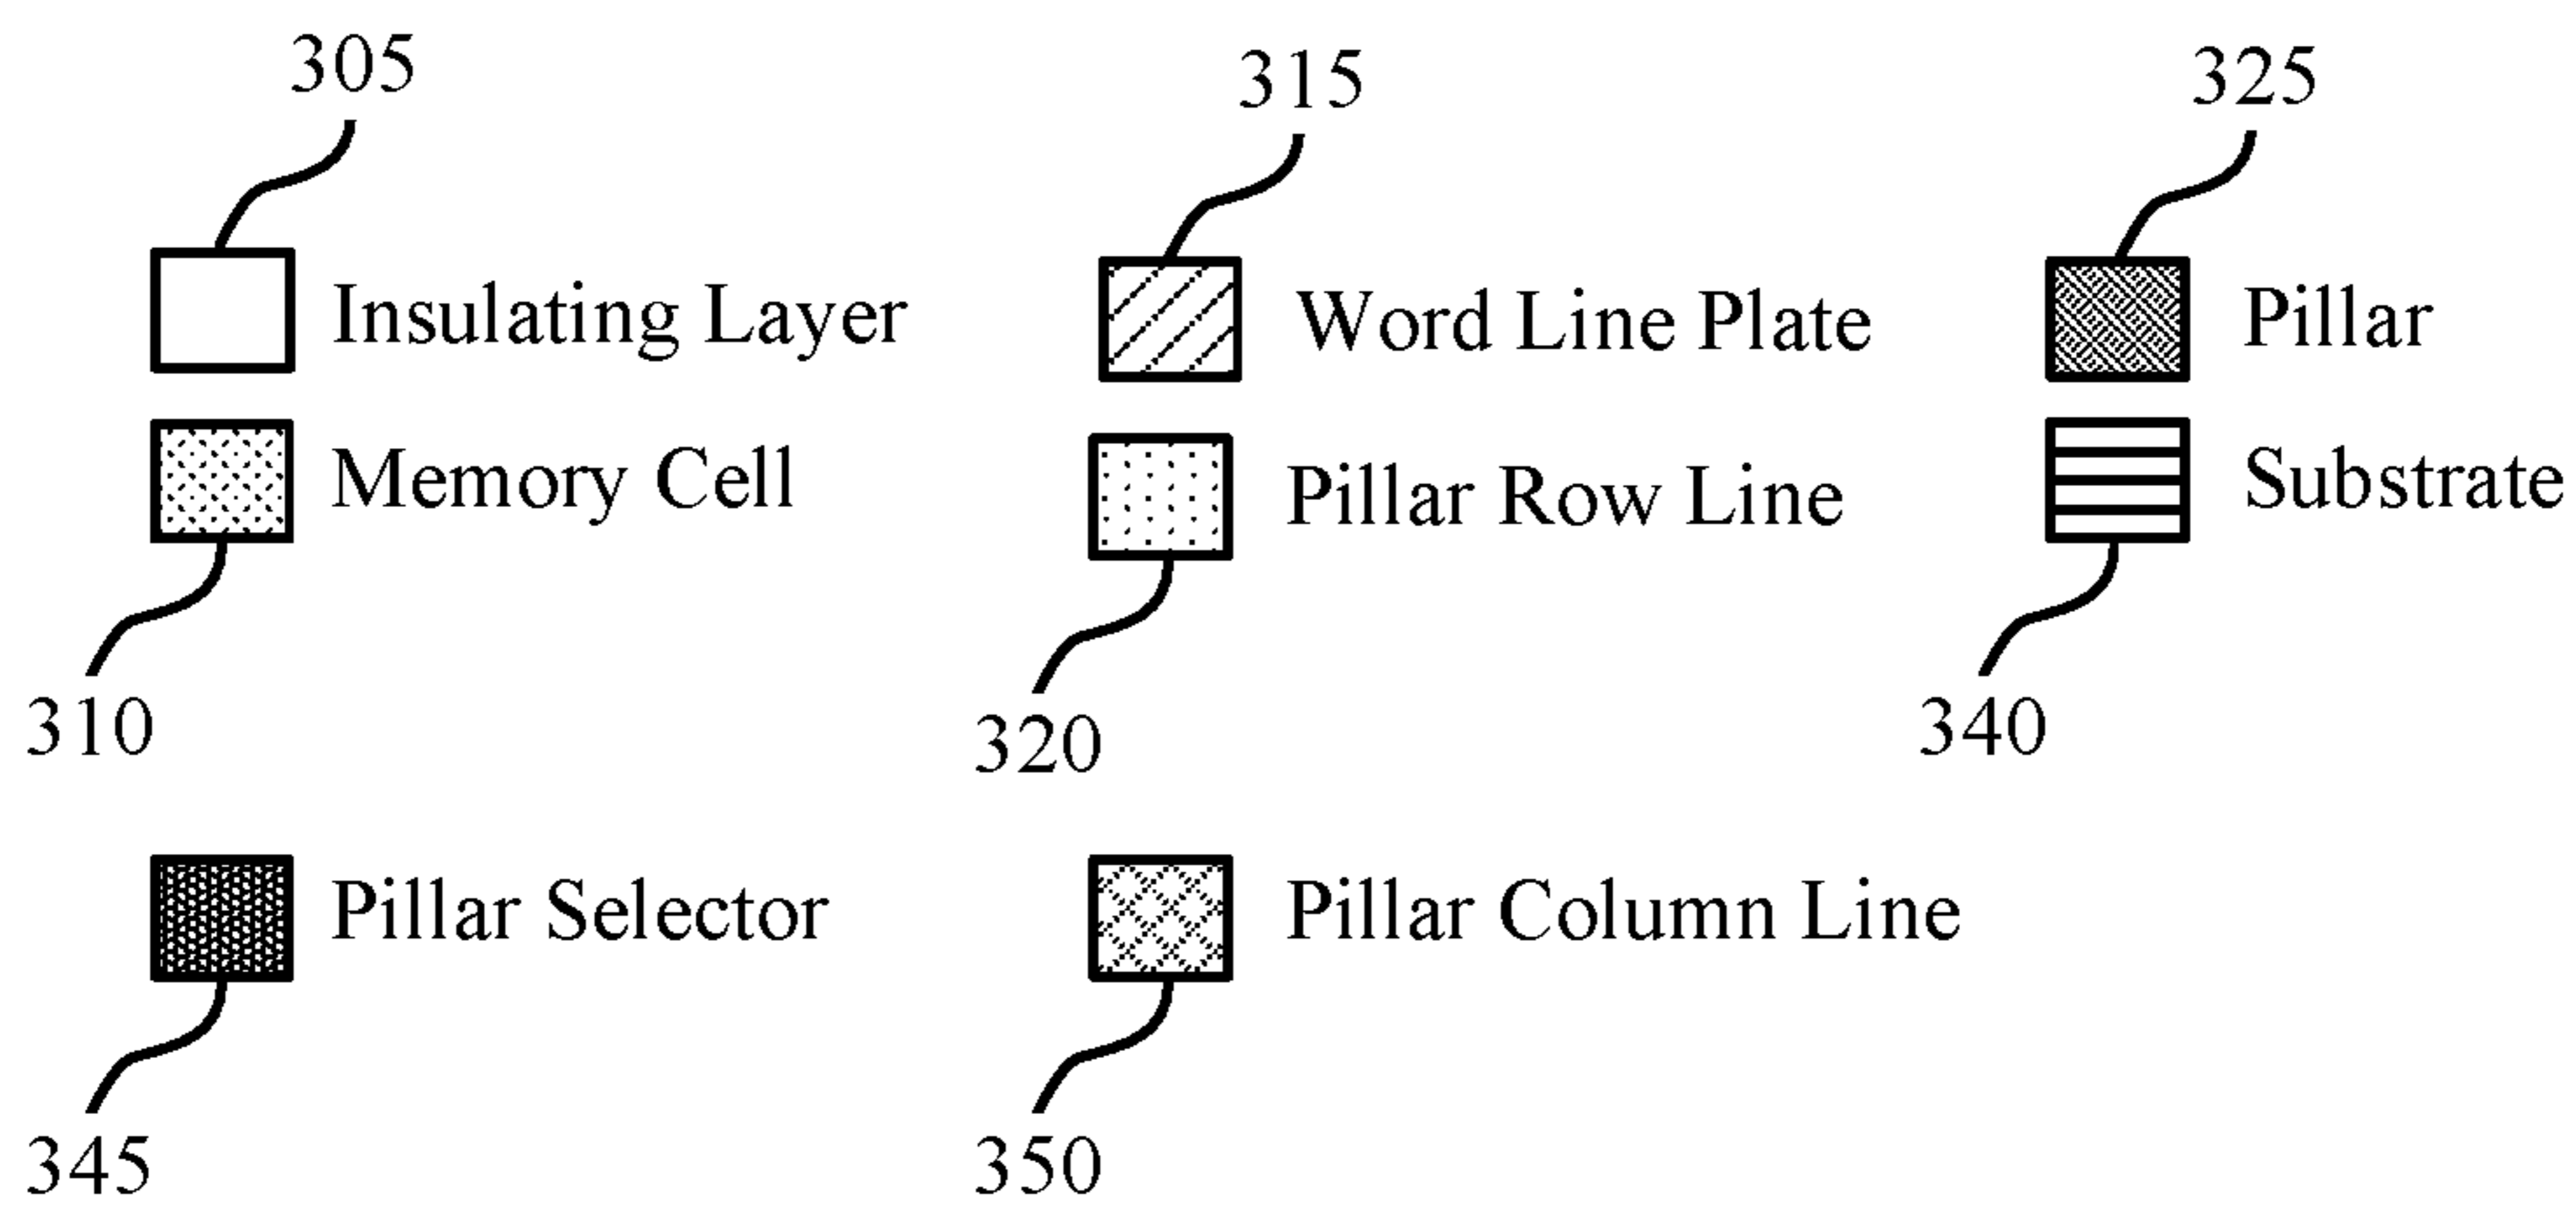 305
315
325
Insulating Layer
Word Line Plate
Pillar
Memory Cell
Pillar Row Line
Substrate
310
320
340
Pillar Selector
Pillar Column Line
345
350